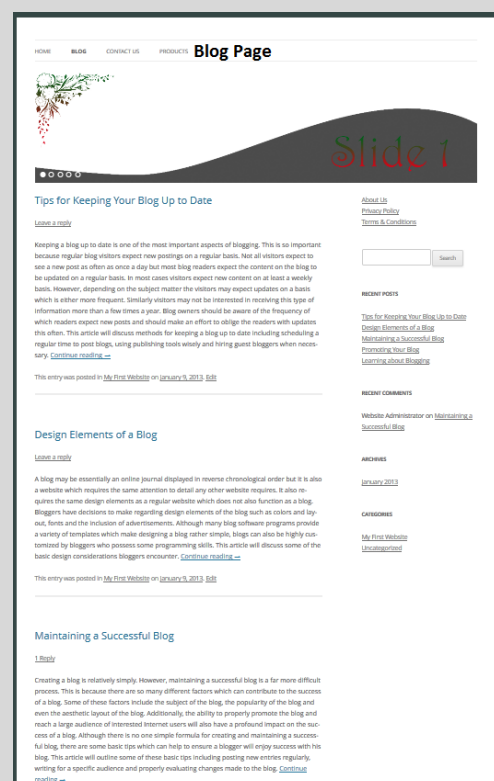 HOME BLOG CONTACT US PRODUCTS Blog Page
Slide 1
Tips for Keeping Your Blog Up to Date
Leave a reply
Keeping a blog up to date is one of the most important aspects of blogging. This is so important
because regular blog visitors expect new postings on a regular basis. Not all visitors expect to
see a new post as often as once a day but most blog readers expect the content on the blog to
be updated on a regular basis. In most cases visitors expect new content on at least a weekly
basis. However, depending on the subject matter the visitors may expect updates on a basis
which is either more frequent. Similarly visitors may not be interested in receiving this type of
information more than a few times a year. Blog owners should be aware of the frequency of
which readers expect new posts and should make an effort to oblige the readers with updates
this often. This article will discuss methods for keeping a blog up to date including scheduling a
regular time to post blogs, using publishing tools wisely and hiring guest bloggers when neces-
sary. Continue reading →
This entry was posted in My First Website on January 9, 2013. Edit
Design Elements of a Blog
Leave a reply
A blog may be essentially an online journal displayed in reverse chronological order but it is also
a website which requires the same attention to detail any other website requires. It also re-
quires the same design elements as a regular website which does not also function as a blog.
Bloggers have decisions to make regarding design elements of the blog such as colors and lay-
out, fonts and the inclusion of advertisements. Although many blog software programs provide
a variety of templates which make designing a blog rather simple, blogs can also be highly cus-
tomized by bloggers who possess some programming skills. This article will discuss some of the
basic design considerations bloggers encounter. Continue reading →
This entry was posted in My First Website on January 9, 2013. Edit
Maintaining a Successful Blog
1 Reply
Creating a blog is relatively simply. However, maintaining a successful blog is a far more difficult
process. This is because there are so many different factors which can contribute to the success
of a blog. Some of these factors include the subject of the blog, the popularity of the blog and
even the aesthetic layout of the blog. Additionally, the ability to properly promote the blog and
reach a large audience of interested Internet users will also have a profound impact on the suc-
cess of a blog. Although there is no one simple formula for creating and maintaining a success-
ful blog, there are some basic tips which can help to ensure a blogger will enjoy success with his
blog. This article will outline some of these basic tips including posting new entries regularly,
writing for a specific audience and properly evaluating changes made to the blog. Continue
reading →
About Us
Privacy Policy
Terms & Conditions
Search
RECENT POSTS
Tips for Keeping Your Blog Up to Date
Design Elements of a Blog
Maintaining a Successful Blog
Promoting Your Blog
Learning about Blogging
RECENT COMMENTS
Website Administrator on Maintaining a
Successful Blog
ARCHIVES
January 2013
CATEGORIES
My First Website
Uncategorized